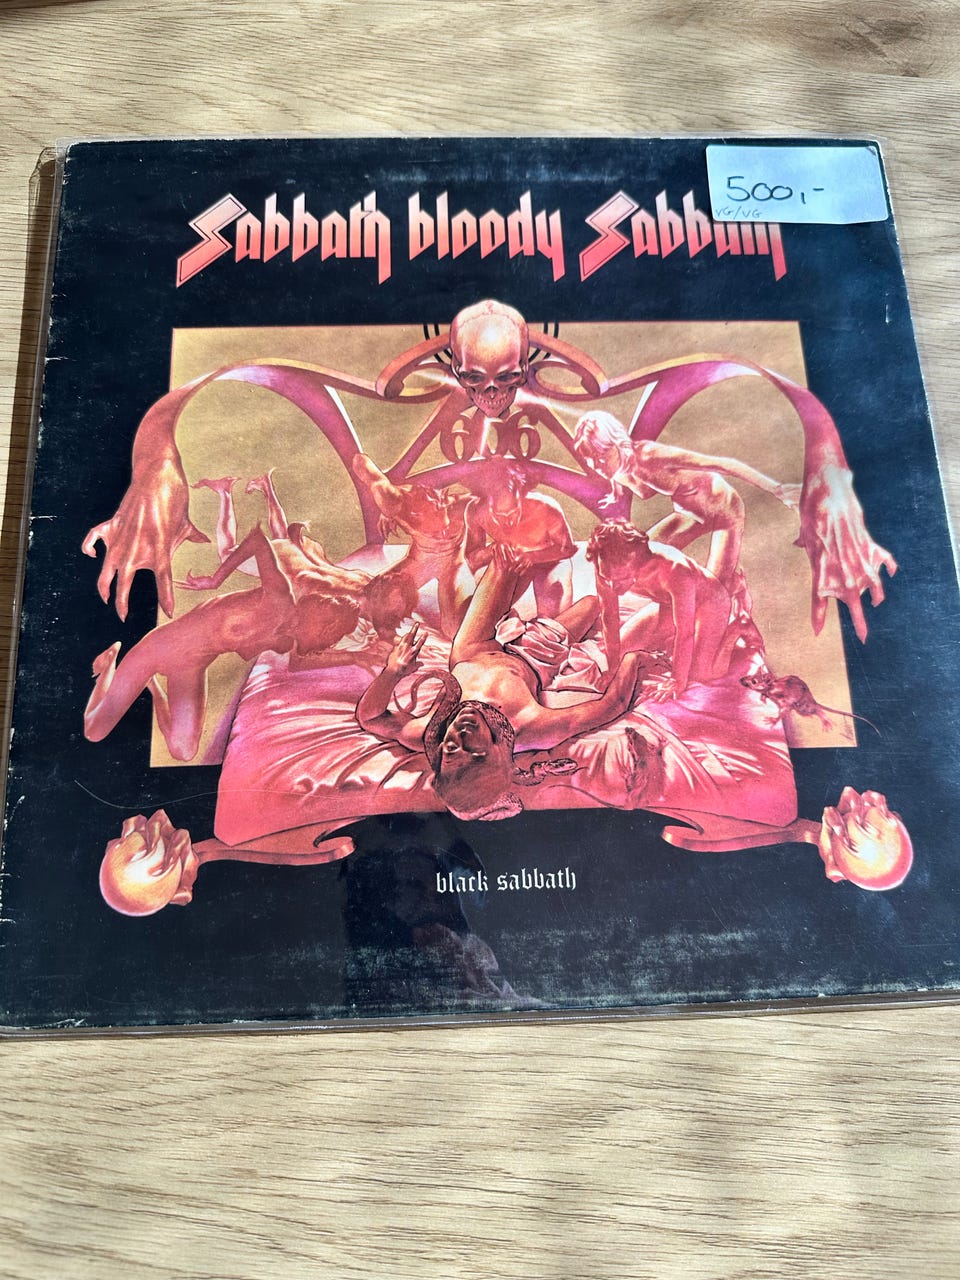 500,-
VG/VG
Sabbath bloody Sabbath
666
black sabbath